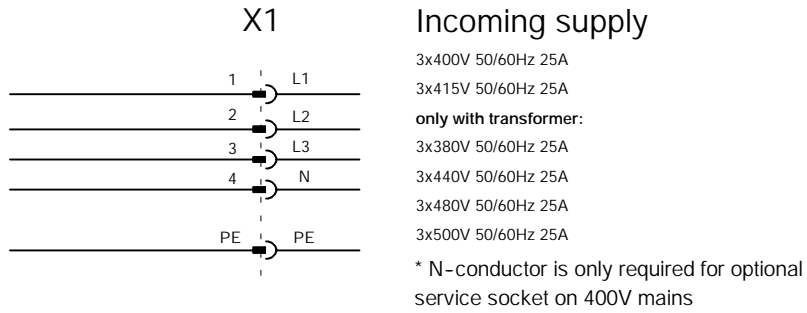 X1
1 L1
2 L2
3 L3
4 N
PE PE
Incoming supply
3x400V 50/60Hz 25A
3x415V 50/60Hz 25A
only with transformer:
3x380V 50/60Hz 25A
3x440V 50/60Hz 25A
3x480V 50/60Hz 25A
3x500V 50/60Hz 25A
* N-conductor is only required for optional
service socket on 400V mains